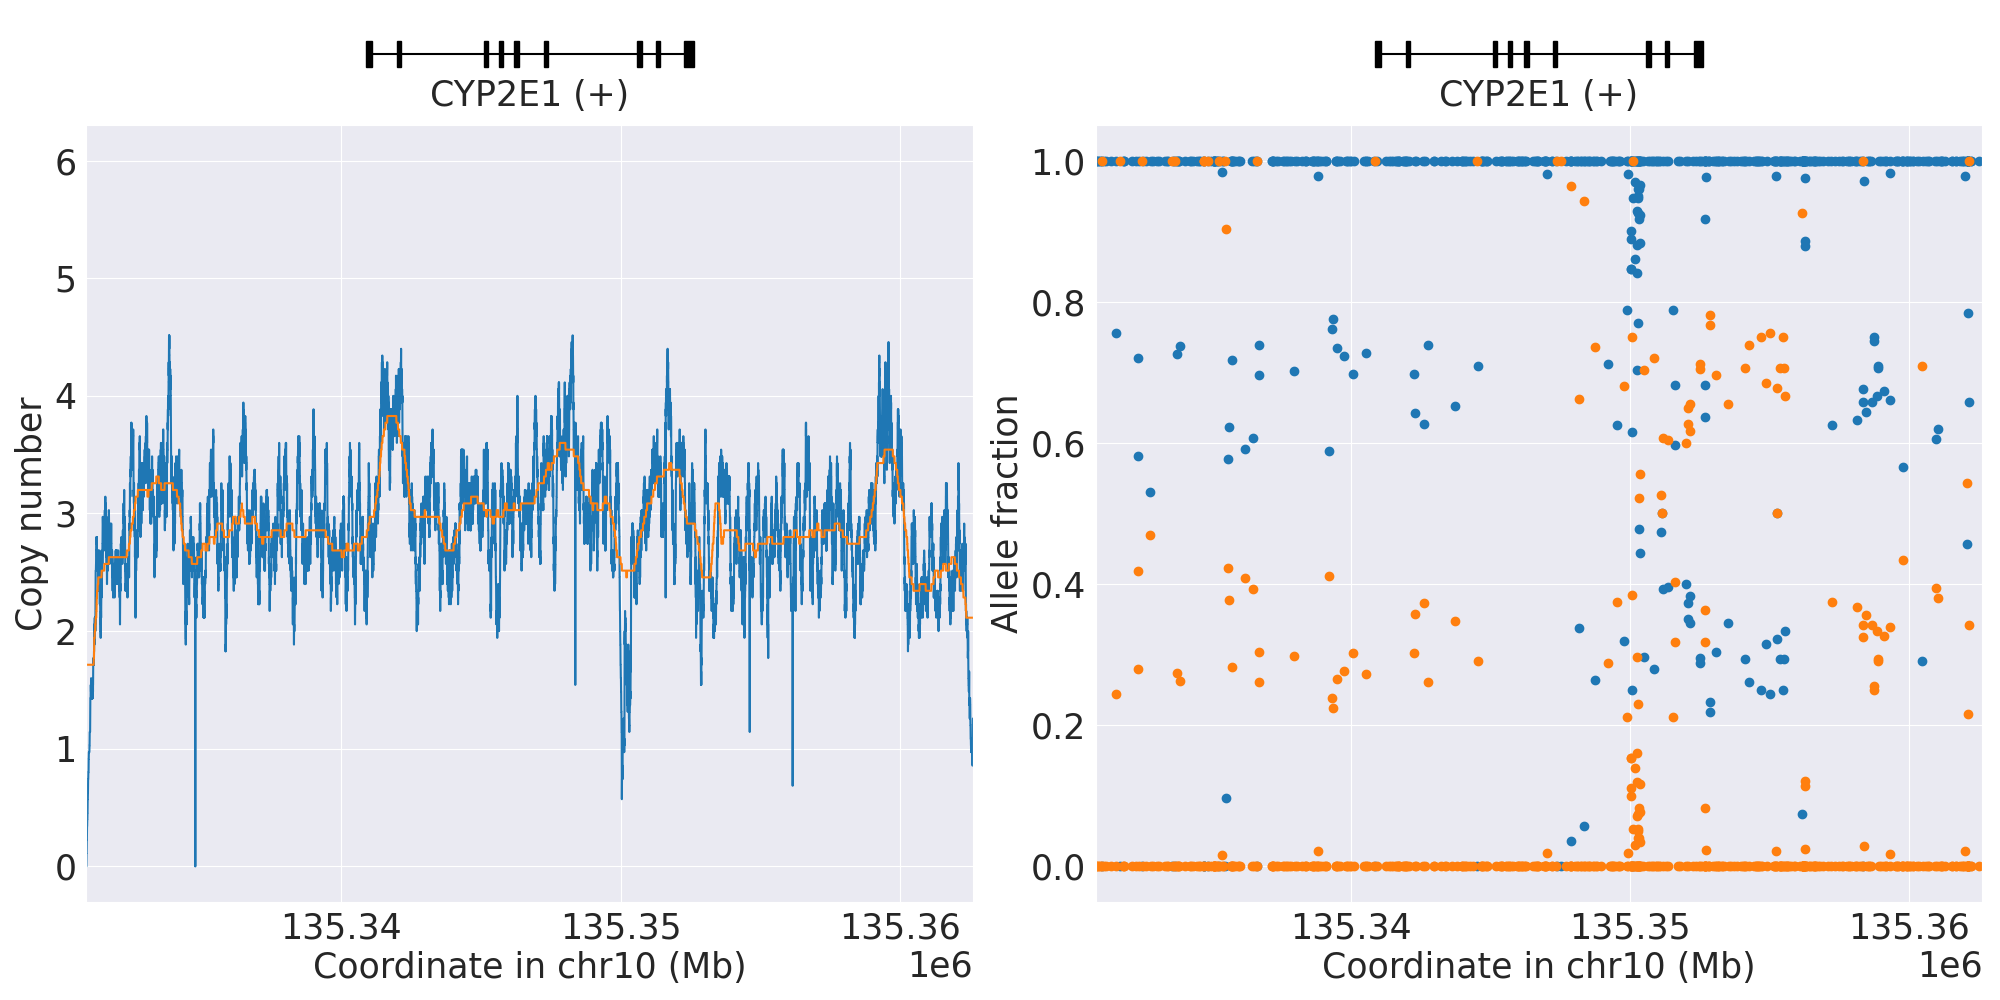 CYP2E1 (+)
CYP2E1 (+)
Copy number
6
5
4
3
2
1
0
135.34
135.35
135.36
Coordinate in chr10 (Mb)
1e6
Allele fraction
1.0
0.8
0.6
0.4
0.2
0.0
135.34
135.35
135.36
Coordinate in chr10 (Mb)
1e6